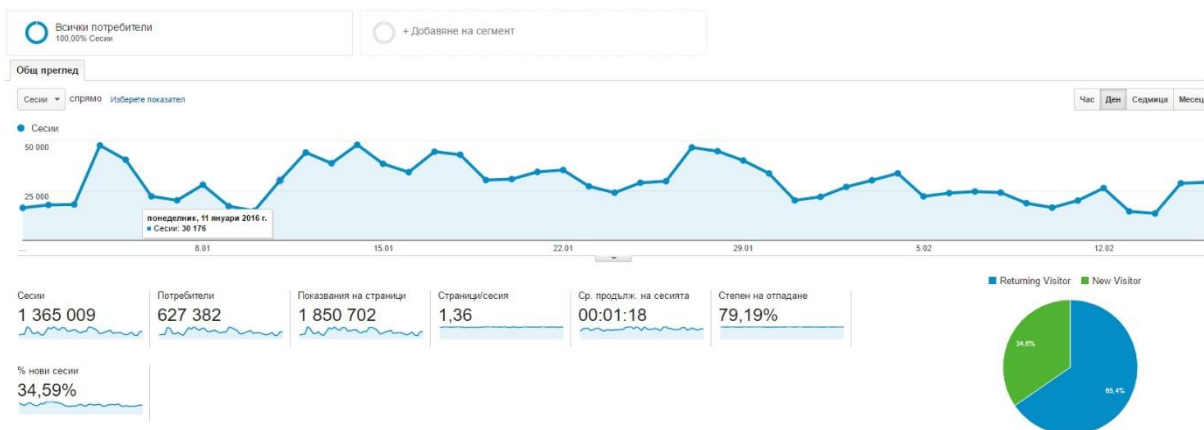 Всички потребители
100,00% Сесии
+ Добавяне на сегмент
Общ преглед
Сесии спрямо Изберете показател
Час Ден Седмица Месец
Сесии
50 000
25 000
понеделник, 11 януари 2016 г.
Сесии: 30 176
... 8.01 15.01 22.01 29.01 5.02 12.02
Returning Visitor New Visitor
Сесии Потребители Показвания на страници Страници/сесия Ср. продълж. на сесията Степен на отпадане
1 365 009 627 382 1 850 702 1,36 00:01:18 79,19%
34,6%
65,4%
% нови сесии
34,59%